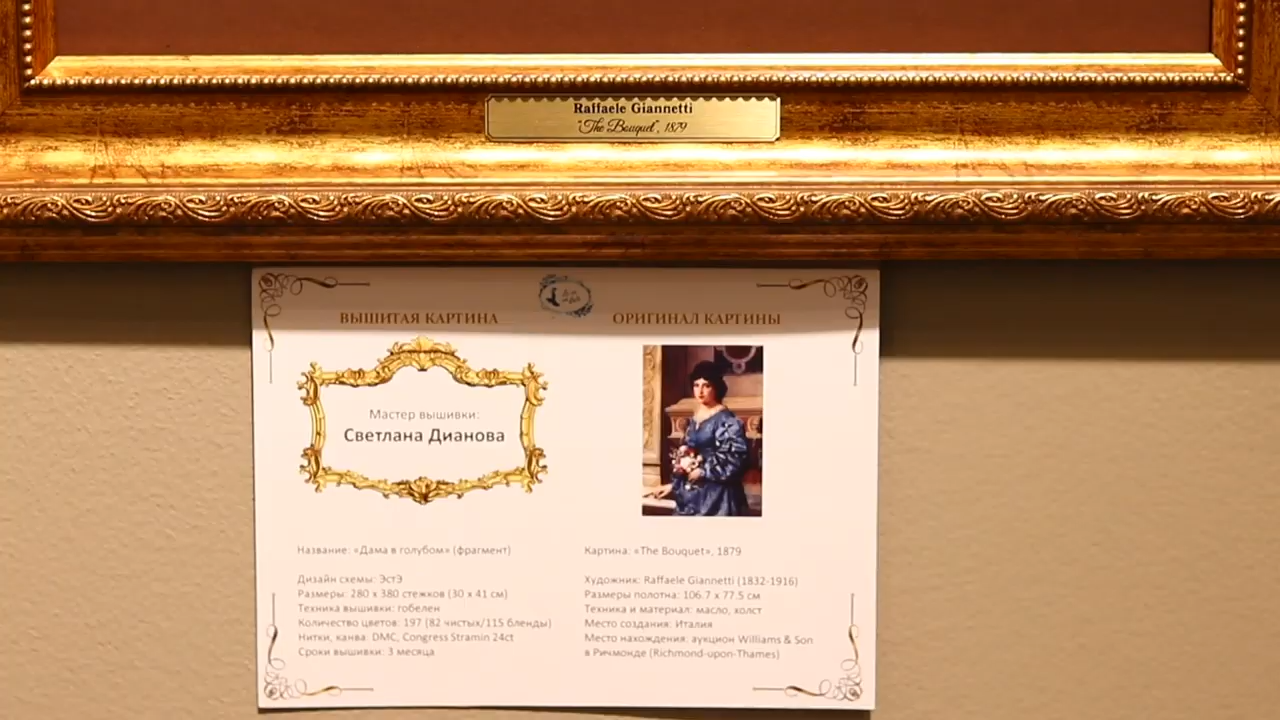 Raffaele Giannetti
"The Bouquet", 1879
ВЫШИТАЯ КАРТИНА
ОРИГИНАЛ КАРТИНЫ
Мастер вышивки:
Светлана Дианова
Название: «Дама в голубом» (фрагмент)
Дизайн схемы: ЭстЭ
Размеры: 280 x 380 стежков (30 x 41 см)
Техника вышивки: гобелен
Количество цветов: 197 (82 чистых/115 бленды)
Нитки, канва: DMC, Congress Stramin 24ct
Сроки вышивки: 3 месяца
Картина: «The Bouquet», 1879
Художник: Raffaele Giannetti (1832-1916)
Размеры полотна: 106.7 x 77.5 см
Техника и материал: масло, холст
Место создания: Италия
Место нахождения: аукцион Williams & Son
в Ричмонде (Richmond-upon-Thames)